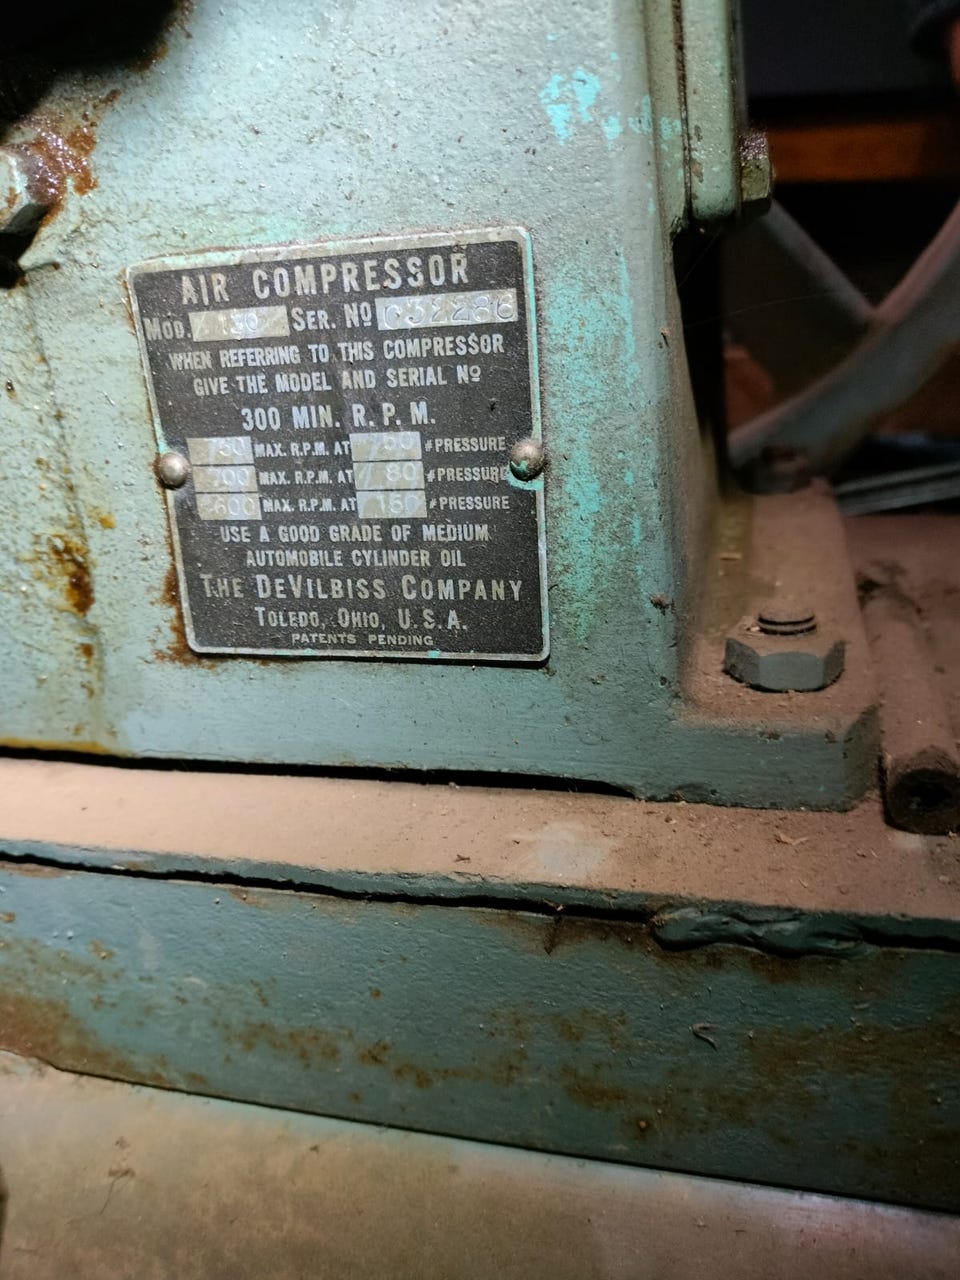 AIR COMPRESSOR
MOD. 130 SER. Nº C32286
WHEN REFERRING TO THIS COMPRESSOR
GIVE THE MODEL AND SERIAL Nº
300 MIN. R. P. M.
750 MAX. R.P.M. AT #PRESSURE
700 MAX. R.P.M. AT 80 #PRESSURE
600 MAX. R.P.M. AT 150 #PRESSURE
USE A GOOD GRADE OF MEDIUM
AUTOMOBILE CYLINDER OIL
THE DEVILBISS COMPANY
TOLEDO, OHIO, U.S.A.
PATENTS PENDING